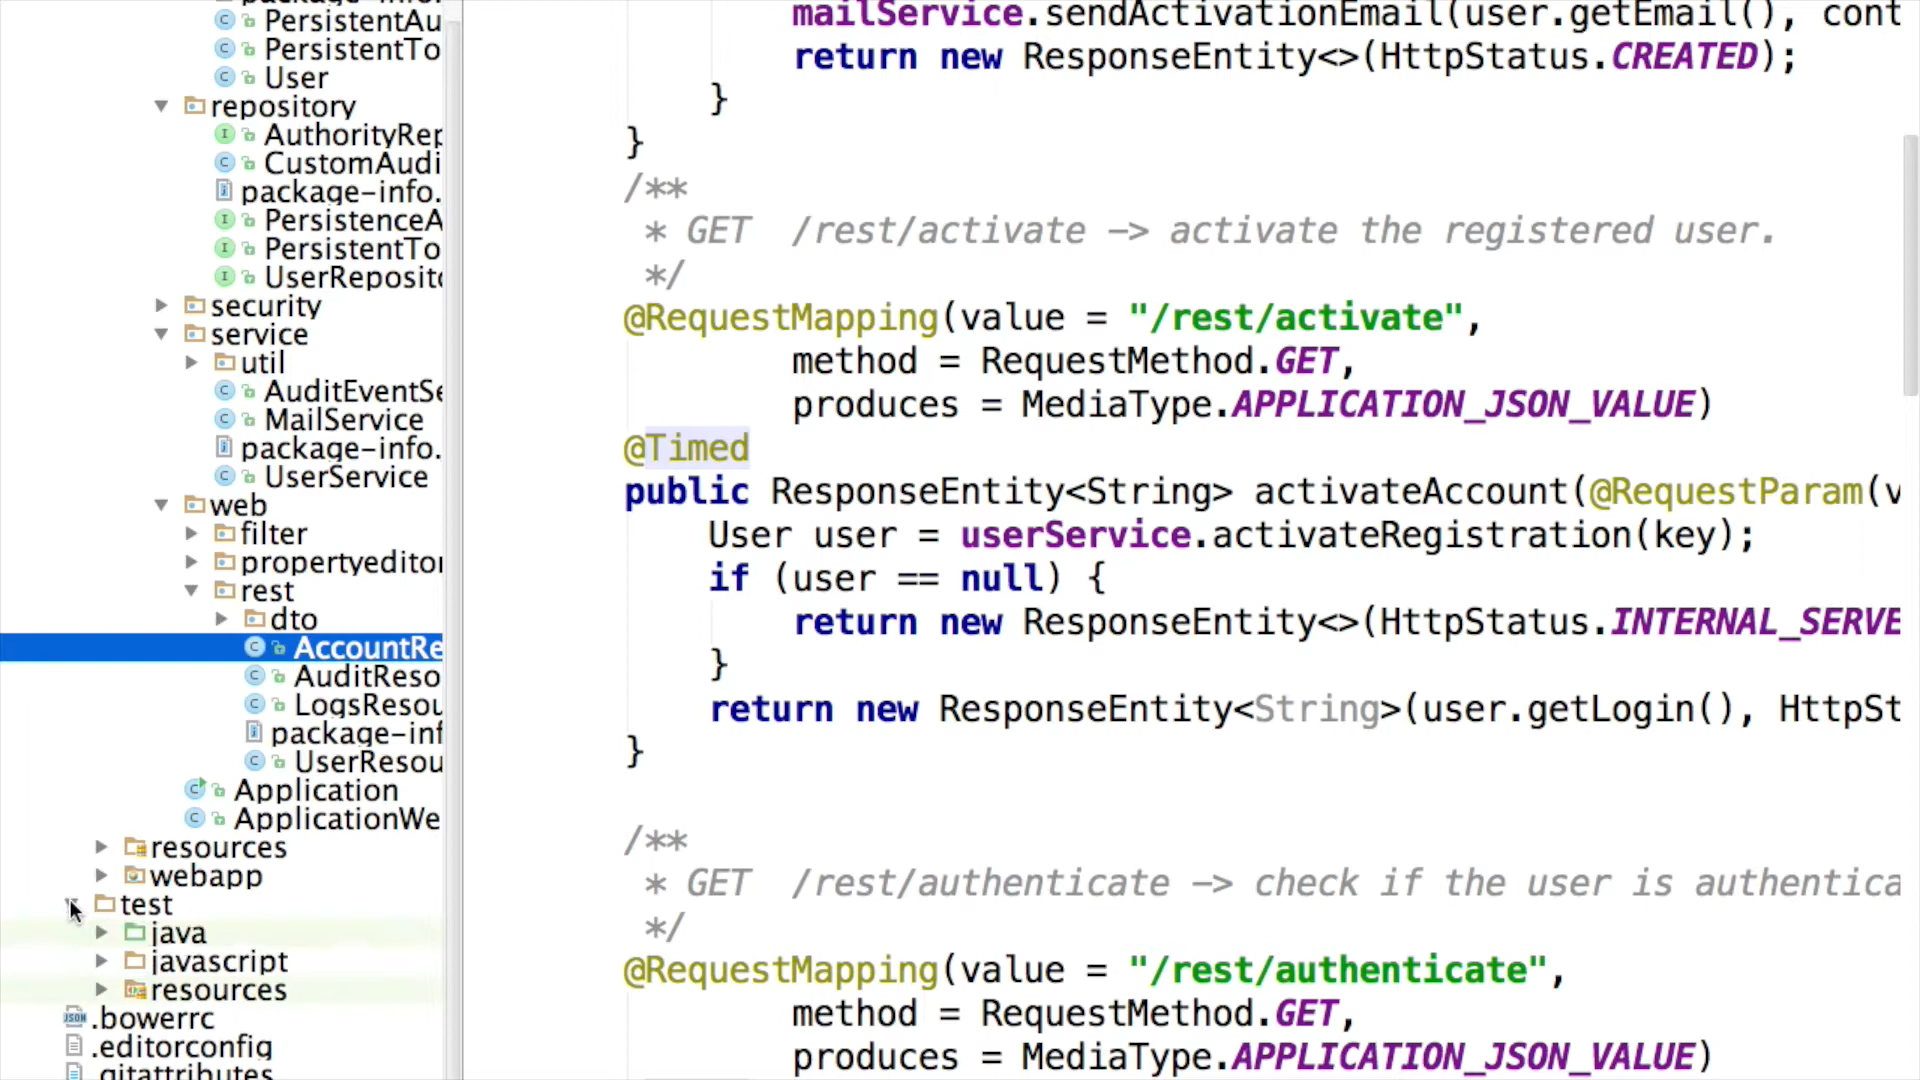 package-info.
PersistentAu
PersistentTo
User
repository
AuthorityRep
CustomAudi
package-info.
PersistenceA
PersistentTo
UserReposito
security
service
util
AuditEventSe
MailService
package-info.
UserService
web
filter
propertyeditor
rest
dto
AccountRe
AuditReso
LogsResou
package-inf
UserResou
Application
ApplicationWe
resources
webapp
test
java
javascript
resources
.bowerrc
.editorconfig
.gitattributes
mailService.sendActivationEmail(user.getEmail(), cont
return new ResponseEntity<>(HttpStatus.CREATED);
}
}
/**
* GET  /rest/activate -> activate the registered user.
*/
@RequestMapping(value = "/rest/activate",
method = RequestMethod.GET,
produces = MediaType.APPLICATION_JSON_VALUE)
@Timed
public ResponseEntity<String> activateAccount(@RequestParam(v
User user = userService.activateRegistration(key);
if (user == null) {
return new ResponseEntity<>(HttpStatus.INTERNAL_SERVE
}
return new ResponseEntity<String>(user.getLogin(), HttpSt
}
/**
* GET  /rest/authenticate -> check if the user is authentica
*/
@RequestMapping(value = "/rest/authenticate",
method = RequestMethod.GET,
produces = MediaType.APPLICATION_JSON_VALUE)